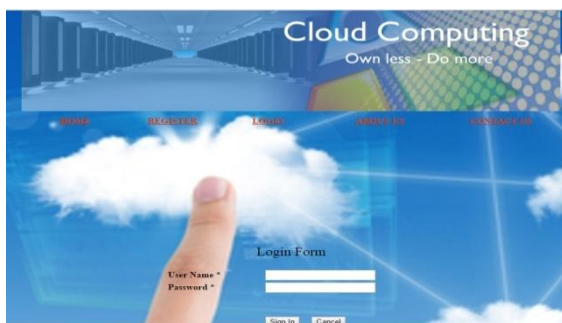 Cloud Computing
Own less - Do more
HOME REGISTER LOGIN ABOUT US CONTACT US
Login Form
User Name *
Password *
Sign In Cancel